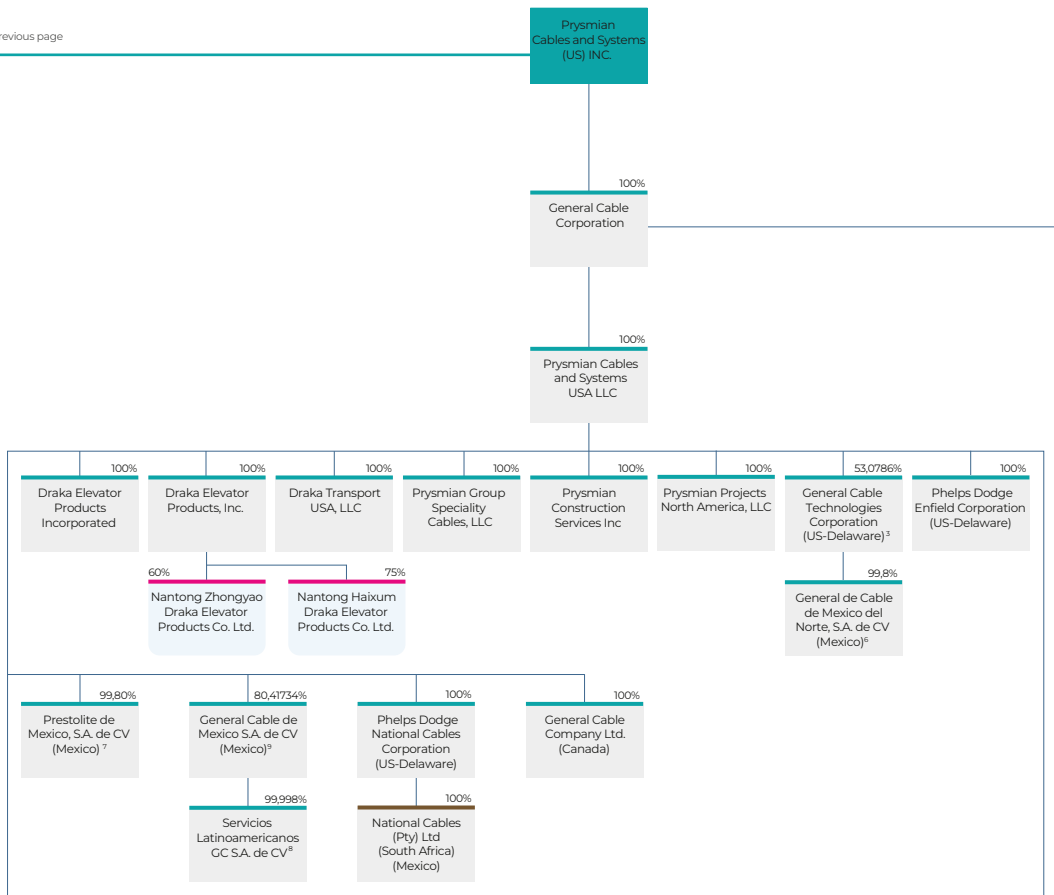 revious page
Prysmian
Cables and Systems
(US) INC.
100%
General Cable
Corporation
100%
Prysmian Cables
and Systems
USA LLC
100%
Draka Elevator
Products
Incorporated
100%
Draka Elevator
Products, Inc.
100%
Draka Transport
USA, LLC
100%
Prysmian Group
Speciality
Cables, LLC
100%
Prysmian
Construction
Services Inc
100%
Prysmian Projects
North America, LLC
53,0786%
General Cable
Technologies
Corporation
(US-Delaware)³
100%
Phelps Dodge
Enfield Corporation
(US-Delaware)
60%
Nantong Zhongyao
Draka Elevator
Products Co. Ltd.
75%
Nantong Haixum
Draka Elevator
Products Co. Ltd.
99,8%
General de Cable
de Mexico del
Norte, S.A. de CV
(Mexico)⁶
99,80%
Prestolite de
Mexico, S.A. de CV
(Mexico) ⁷
80,41734%
General Cable de
Mexico S.A. de CV
(Mexico)⁹
100%
Phelps Dodge
National Cables
Corporation
(US-Delaware)
100%
General Cable
Company Ltd.
(Canada)
99,998%
Servicios
Latinoamericanos
GC S.A. de CV⁸
100%
National Cables
(Pty) Ltd
(South Africa)
(Mexico)